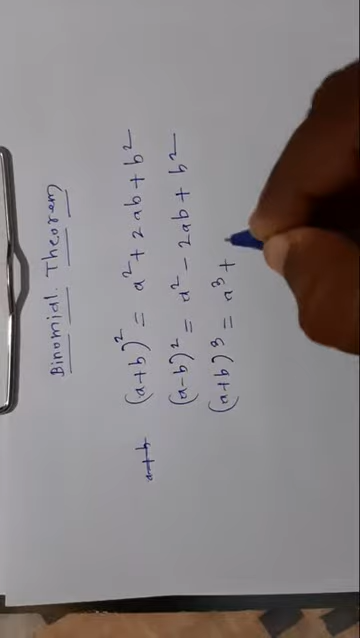 Binomial. Theorem
(a+b)² = a² + 2ab + b²
(a-b)² = a² - 2ab + b²
(a+b)³ = a³ +
a+b